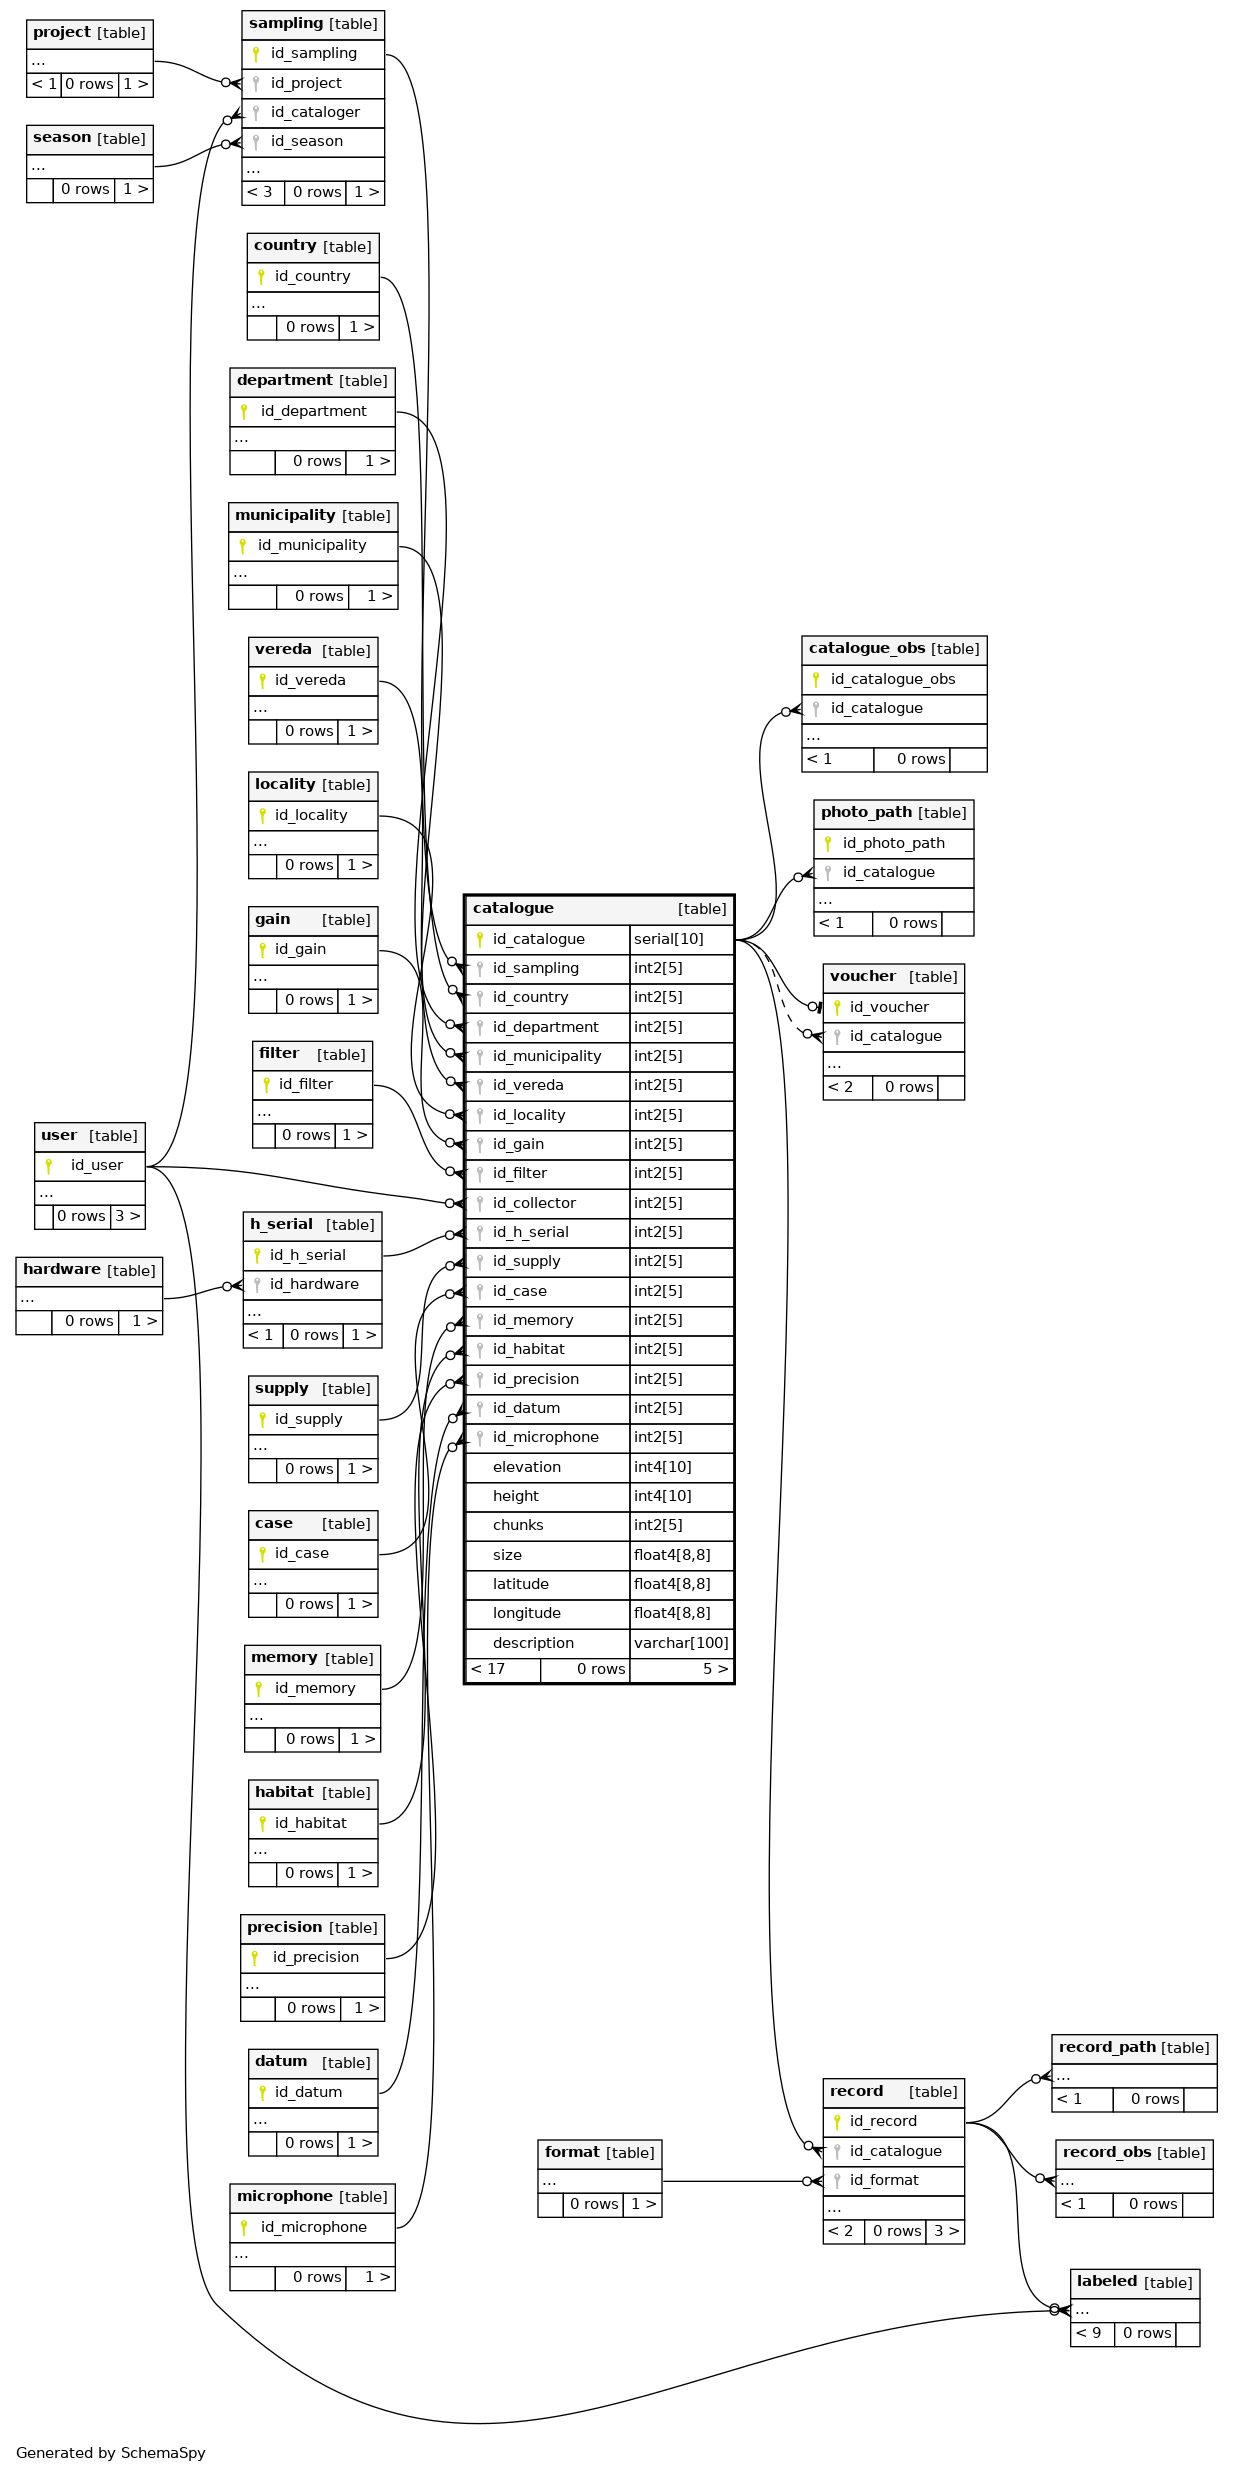 project [table]
...
< 1 0 rows 1 >
season [table]
...
0 rows 1 >
sampling [table]
id_sampling
id_project
id_cataloger
id_season
...
< 3 0 rows 1 >
country [table]
id_country
...
0 rows 1 >
department [table]
id_department
...
0 rows 1 >
municipality [table]
id_municipality
...
0 rows 1 >
vereda [table]
id_vereda
...
0 rows 1 >
locality [table]
id_locality
...
0 rows 1 >
gain [table]
id_gain
...
0 rows 1 >
filter [table]
id_filter
...
0 rows 1 >
user [table]
id_user
...
0 rows 3 >
hardware [table]
...
0 rows 1 >
h_serial [table]
id_h_serial
id_hardware
...
< 1 0 rows 1 >
supply [table]
id_supply
...
0 rows 1 >
case [table]
id_case
...
0 rows 1 >
memory [table]
id_memory
...
0 rows 1 >
habitat [table]
id_habitat
...
0 rows 1 >
precision [table]
id_precision
...
0 rows 1 >
datum [table]
id_datum
...
0 rows 1 >
microphone [table]
id_microphone
...
0 rows 1 >
catalogue [table]
id_catalogue serial[10]
id_sampling int2[5]
id_country int2[5]
id_department int2[5]
id_municipality int2[5]
id_vereda int2[5]
id_locality int2[5]
id_gain int2[5]
id_filter int2[5]
id_collector int2[5]
id_h_serial int2[5]
id_supply int2[5]
id_case int2[5]
id_memory int2[5]
id_habitat int2[5]
id_precision int2[5]
id_datum int2[5]
id_microphone int2[5]
elevation int4[10]
height int4[10]
chunks int2[5]
size float4[8,8]
latitude float4[8,8]
longitude float4[8,8]
description varchar[100]
< 17 0 rows 5 >
catalogue_obs [table]
id_catalogue_obs
id_catalogue
...
< 1 0 rows
photo_path [table]
id_photo_path
id_catalogue
...
< 1 0 rows
voucher [table]
id_voucher
id_catalogue
...
< 2 0 rows
format [table]
...
0 rows 1 >
record [table]
id_record
id_catalogue
id_format
...
< 2 0 rows 3 >
record_path [table]
...
< 1 0 rows
record_obs [table]
...
< 1 0 rows
labeled [table]
...
< 9 0 rows
Generated by SchemaSpy